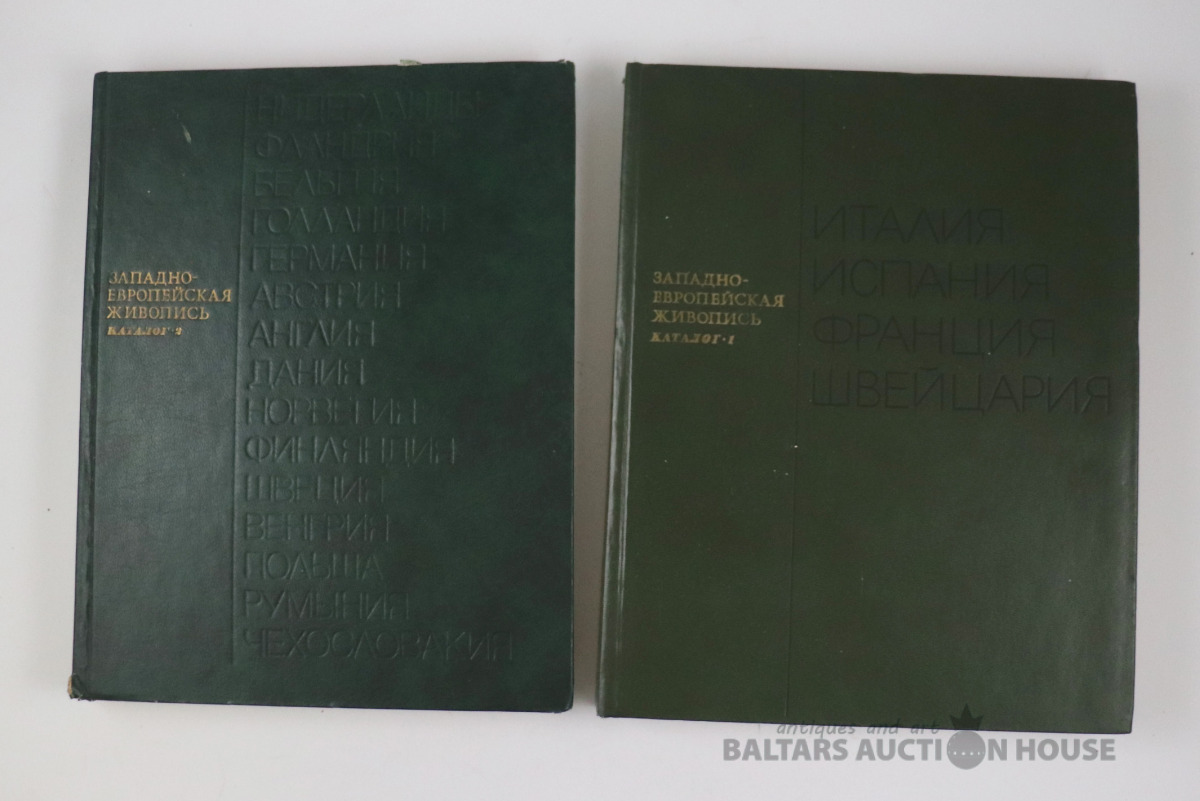 ЗАПАДНО-
ЕВРОПЕЙСКАЯ
ЖИВОПИСЬ
КАТАЛОГ·2
НИДЕРЛАНДЫ
ФЛАНДРИЯ
БЕЛЬГИЯ
ГОЛЛАНДИЯ
ГЕРМАНИЯ
АВСТРИЯ
АНГЛИЯ
ДАНИЯ
НОРВЕГИЯ
ФИНЛЯНДИЯ
ШВЕЦИЯ
ВЕНГРИЯ
ПОЛЬША
РУМЫНИЯ
ЧЕХОСЛОВАКИЯ
ЗАПАДНО-
ЕВРОПЕЙСКАЯ
ЖИВОПИСЬ
КАТАЛОГ·1
ИТАЛИЯ
ИСПАНИЯ
ФРАНЦИЯ
ШВЕЙЦАРИЯ
antiques and art
BALTARS AUCTION HOUSE